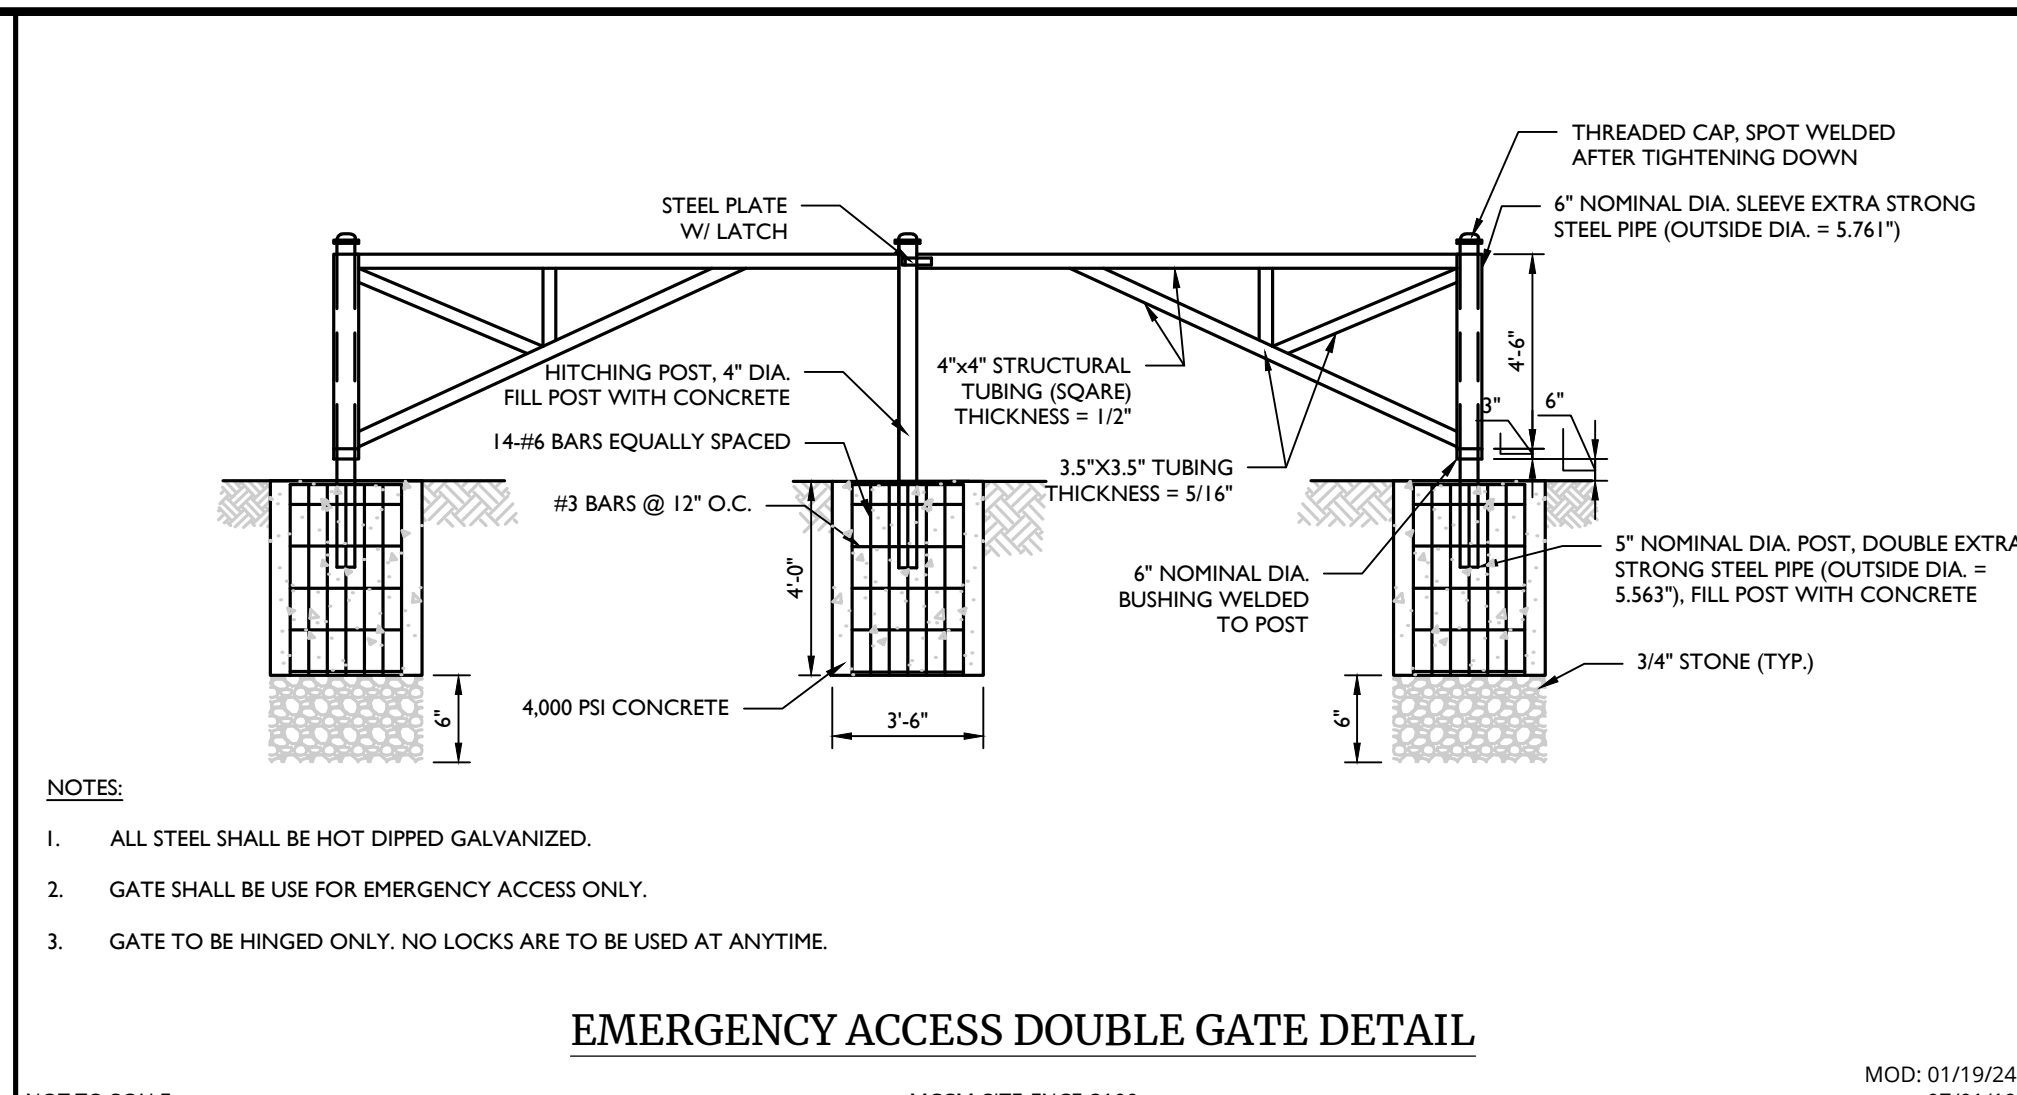 THREADED CAP, SPOT WELDED
AFTER TIGHTENING DOWN
6" NOMINAL DIA. SLEEVE EXTRA STRONG
STEEL PIPE (OUTSIDE DIA. = 5.761")
STEEL PLATE
W/ LATCH
HITCHING POST, 4" DIA.
FILL POST WITH CONCRETE
4"x4" STRUCTURAL
TUBING (SQARE)
THICKNESS = 1/2"
4'-6"
3"
6"
14-#6 BARS EQUALLY SPACED
3.5"X3.5" TUBING
THICKNESS = 5/16"
#3 BARS @ 12" O.C.
4'-0"
6" NOMINAL DIA.
BUSHING WELDED
TO POST
5" NOMINAL DIA. POST, DOUBLE EXTRA
STRONG STEEL PIPE (OUTSIDE DIA. =
5.563"), FILL POST WITH CONCRETE
3/4" STONE (TYP.)
4,000 PSI CONCRETE
6"
3'-6"
6"
NOTES:
1. ALL STEEL SHALL BE HOT DIPPED GALVANIZED.
2. GATE SHALL BE USE FOR EMERGENCY ACCESS ONLY.
3. GATE TO BE HINGED ONLY. NO LOCKS ARE TO BE USED AT ANYTIME.
EMERGENCY ACCESS DOUBLE GATE DETAIL
MOD: 01/19/24
NOT TO SCALE